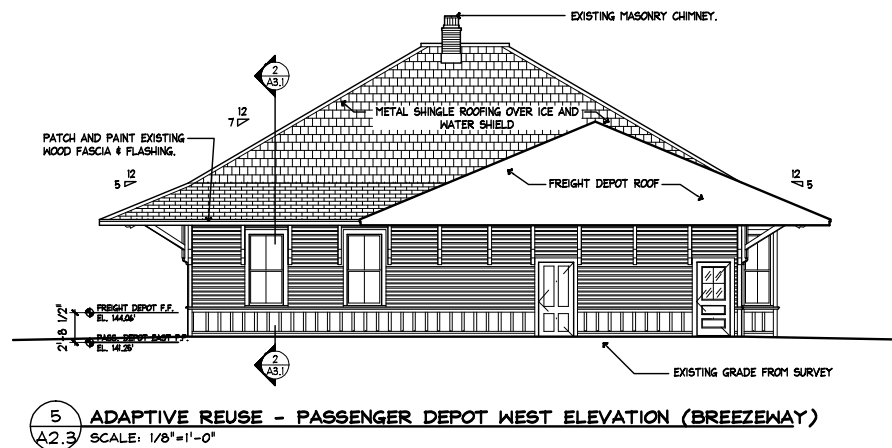 EXISTING MASONRY CHIMNEY.
2
A3.1
12
7
METAL SHINGLE ROOFING OVER ICE AND
WATER SHIELD
PATCH AND PAINT EXISTING
WOOD FASCIA & FLASHING.
12
5
FREIGHT DEPOT ROOF
12
5
FREIGHT DEPOT F.F.
EL. 144.06'
2'-8 1/2"
PASS. DEPOT EAST F.F.
EL. 141.25'
2
A3.1
EXISTING GRADE FROM SURVEY
5
A2.3
ADAPTIVE REUSE - PASSENGER DEPOT WEST ELEVATION (BREEZEWAY)
SCALE: 1/8"=1'-0"